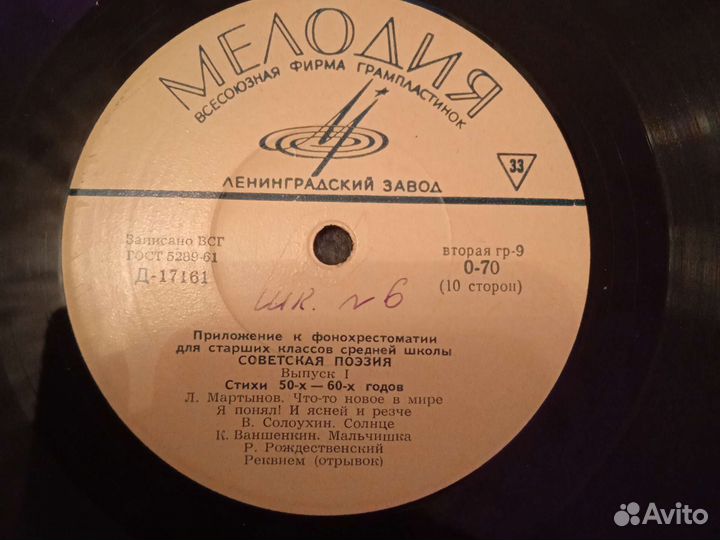 МЕЛОДИЯ
ВСЕСОЮЗНАЯ ФИРМА ГРАМПЛАСТИНОК
33
ЛЕНИНГРАДСКИЙ ЗАВОД
Записано ВСГ
ГОСТ 5289-61
Д-17161
вторая гр-9
0-70
(10 сторон)
шк. № 6
Приложение к фонохрестоматии
для старших классов средней школы
СОВЕТСКАЯ ПОЭЗИЯ
Выпуск I
Стихи 50-х — 60-х годов
Л. Мартынов. Что-то новое в мире
Я понял! И ясней и резче
В. Солоухин. Солнце
К. Ваншенкин. Мальчишка
Р. Рождественский
Реквием (отрывок)
Avito